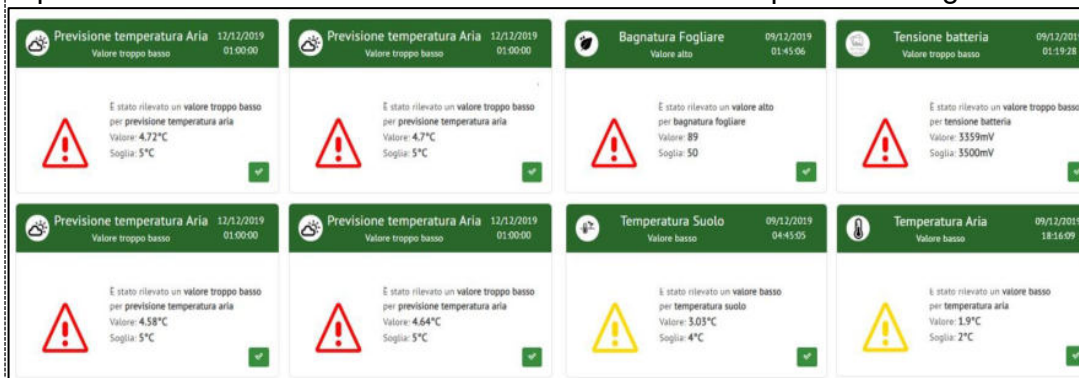 Previsione temperatura Aria 12/12/2019
Valore troppo basso 01:00:00
È stato rilevato un valore troppo basso
per previsione temperatura aria
Valore: 4.72°C
Soglia: 5°C
Previsione temperatura Aria 12/12/2019
Valore troppo basso 01:00:00
È stato rilevato un valore troppo basso
per previsione temperatura aria
Valore: 4.7°C
Soglia: 5°C
Bagnatura Fogliare 09/12/2019
Valore alto 01:45:06
È stato rilevato un valore alto
per bagnatura fogliare
Valore: 89
Soglia: 50
Tensione batteria 09/12/2019
Valore troppo basso 01:19:28
È stato rilevato un valore troppo basso
per tensione batteria
Valore: 3359mV
Soglia: 3500mV
Previsione temperatura Aria 12/12/2019
Valore troppo basso 01:00:00
È stato rilevato un valore troppo basso
per previsione temperatura aria
Valore: 4.58°C
Soglia: 5°C
Previsione temperatura Aria 12/12/2019
Valore troppo basso 01:00:00
È stato rilevato un valore troppo basso
per previsione temperatura aria
Valore: 4.64°C
Soglia: 5°C
Temperatura Suolo 09/12/2019
Valore basso 04:45:05
È stato rilevato un valore basso
per temperatura suolo
Valore: 3.03°C
Soglia: 4°C
Temperatura Aria 09/12/2019
Valore basso 18:16:09
È stato rilevato un valore basso
per temperatura aria
Valore: 1.9°C
Soglia: 2°C